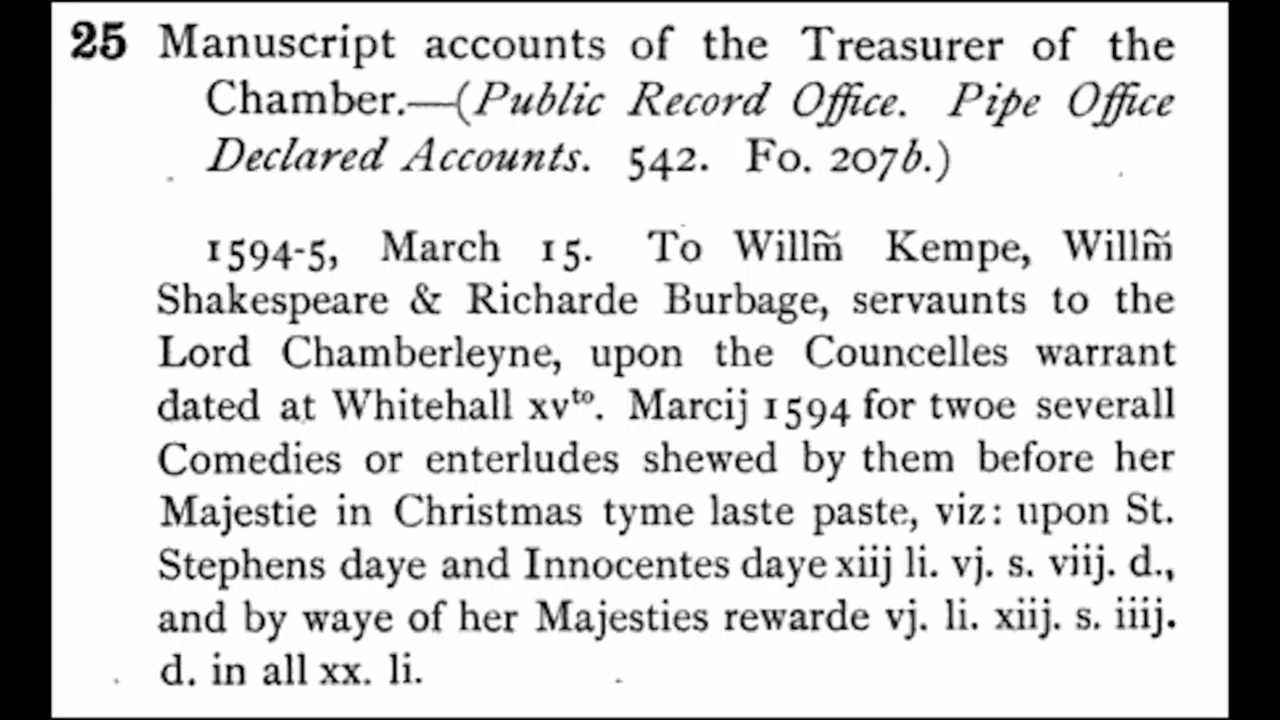 25 Manuscript accounts of the Treasurer of the
Chamber.—(Public Record Office. Pipe Office
Declared Accounts. 542. Fo. 207b.)
1594-5, March 15. To Willm̃ Kempe, Willm̃
Shakespeare & Richarde Burbage, servaunts to the
Lord Chamberleyne, upon the Councelles warrant
dated at Whitehall xvᵗᵒ. Marcij 1594 for twoe severall
Comedies or enterludes shewed by them before her
Majestie in Christmas tyme laste paste, viz: upon St.
Stephens daye and Innocentes daye xiij li. vj. s. viij. d.,
and by waye of her Majesties rewarde vj. li. xiij. s. iiij.
d. in all xx. li.